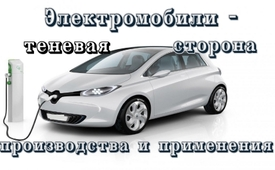 Электромобили -
теневая сторона
производства и применения